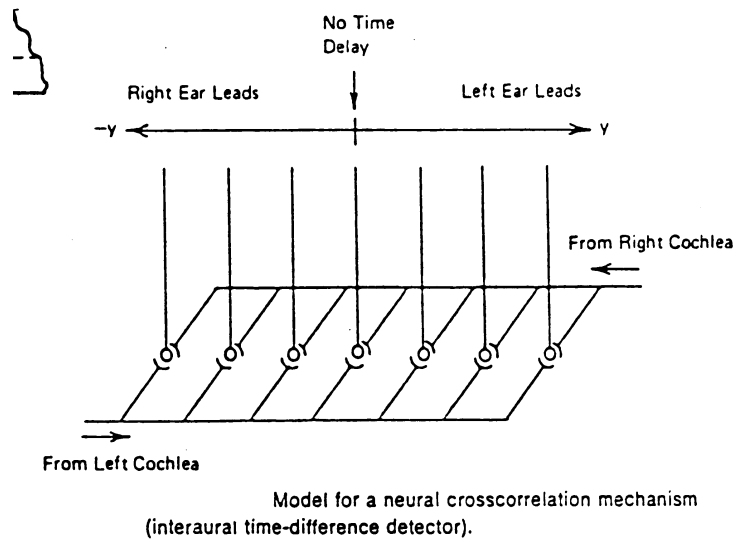 No Time
Delay
Right Ear Leads
Left Ear Leads
-y
y
From Right Cochlea
From Left Cochlea
Model for a neural crosscorrelation mechanism
(interaural time-difference detector).